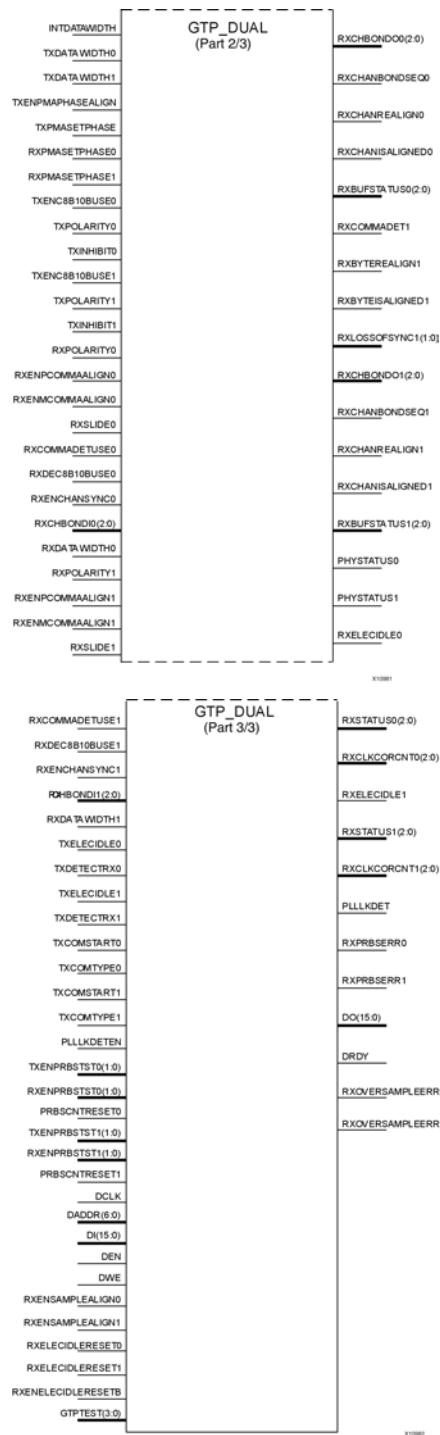 GTP_DUAL
(Part 2/3)
INTDATAWIDTH
TXDATAWIDTH0
TXDATAWIDTH1
TXENPMAPHASEALIGN
TXPMASETPHASE
RXPMASETPHASE0
RXPMASETPHASE1
TXENC8B10BUSE0
TXPOLARITY0
TXINHIBIT0
TXENC8B10BUSE1
TXPOLARITY1
TXINHIBIT1
RXPOLARITY0
RXENPCOMMAALIGN0
RXENMCOMMAALIGN0
RXSLIDE0
RXCOMMADETUSE0
RXDEC8B10BUSE0
RXENCHANSYNC0
RXCHBONDI0(2:0)
RXDATAWIDTH0
RXPOLARITY1
RXENPCOMMAALIGN1
RXENMCOMMAALIGN1
RXSLIDE1
RXCHBONDO0(2:0)
RXCHANBONDSEQ0
RXCHANREALIGN0
RXCHANISALIGNED0
RXBUFSTATUS0(2:0)
RXCOMMADET1
RXBYTEREALIGN1
RXBYTEISALIGNED1
RXLOSSOFSYNC1(1:0]
RXCHBONDO1(2:0)
RXCHANBONDSEQ1
RXCHANREALIGN1
RXCHANISALIGNED1
RXBUFSTATUS1(2:0)
PHYSTATUS0
PHYSTATUS1
RXELECIDLE0
X10981
GTP_DUAL
(Part 3/3)
RXCOMMADETUSE1
RXDEC8B10BUSE1
RXENCHANSYNC1
RXCHBONDI1(2:0)
RXDATAWIDTH1
TXELECIDLE0
TXDETECTRX0
TXELECIDLE1
TXDETECTRX1
TXCOMSTART0
TXCOMTYPE0
TXCOMSTART1
TXCOMTYPE1
PLLLKDETEN
TXENPRBSTST0(1:0)
RXENPRBSTST0(1:0)
PRBSCNTRESET0
TXENPRBSTST1(1:0)
RXENPRBSTST1(1:0)
PRBSCNTRESET1
DCLK
DADDR(6:0)
DI(15:0)
DEN
DWE
RXENSAMPLEALIGN0
RXENSAMPLEALIGN1
RXELECIDLERESET0
RXELECIDLERESET1
RXENELECIDLERESETB
GTPTEST(3:0)
RXSTATUS0(2:0)
RXCLKCORCNT0(2:0)
RXELECIDLE1
RXSTATUS1(2:0)
RXCLKCORCNT1(2:0)
PLLLKDET
RXPRBSERR0
RXPRBSERR1
DO(15:0)
DRDY
RXOVERSAMPLEERR
RXOVERSAMPLEERR
X10982